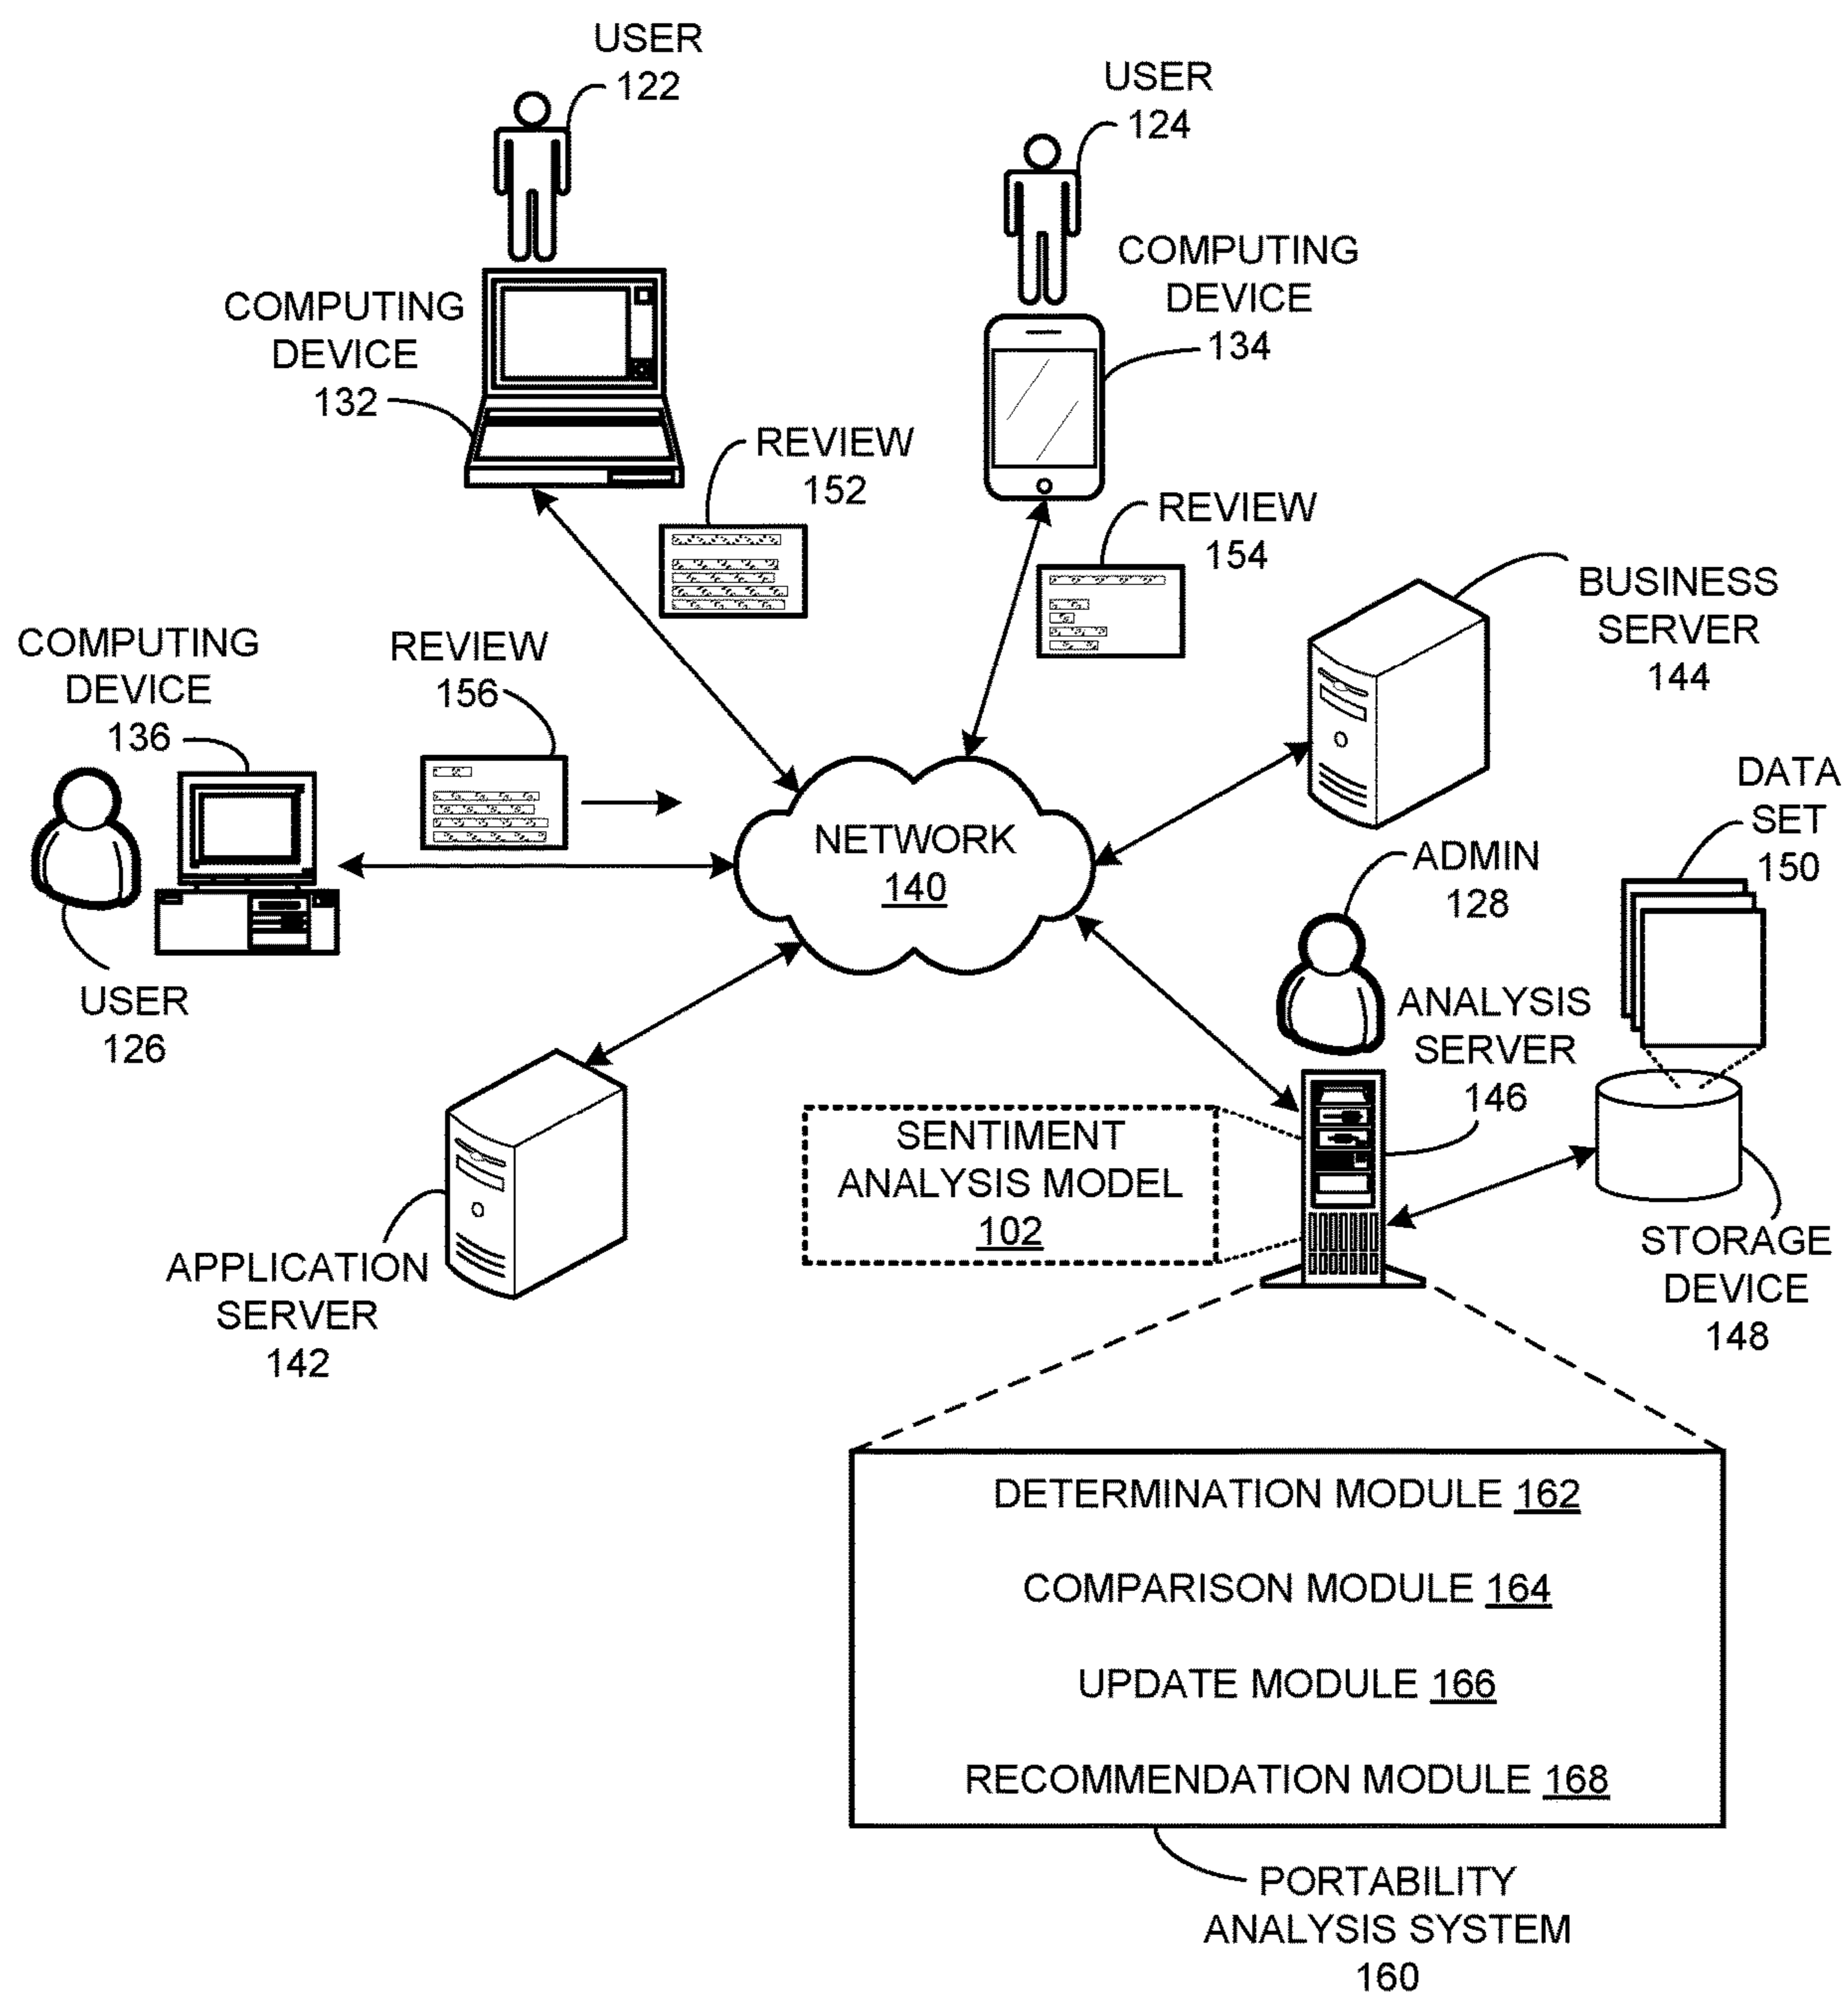 USER
122
USER
124
COMPUTING
DEVICE
132
COMPUTING
DEVICE
134
REVIEW
152
REVIEW
154
BUSINESS
SERVER
144
COMPUTING
DEVICE
136
REVIEW
156
DATA
SET
150
NETWORK
140
ADMIN
128
USER
126
ANALYSIS
SERVER
146
SENTIMENT
ANALYSIS MODEL
102
STORAGE
DEVICE
148
APPLICATION
SERVER
142
DETERMINATION MODULE 162
COMPARISON MODULE 164
UPDATE MODULE 166
RECOMMENDATION MODULE 168
PORTABILITY
ANALYSIS SYSTEM
160